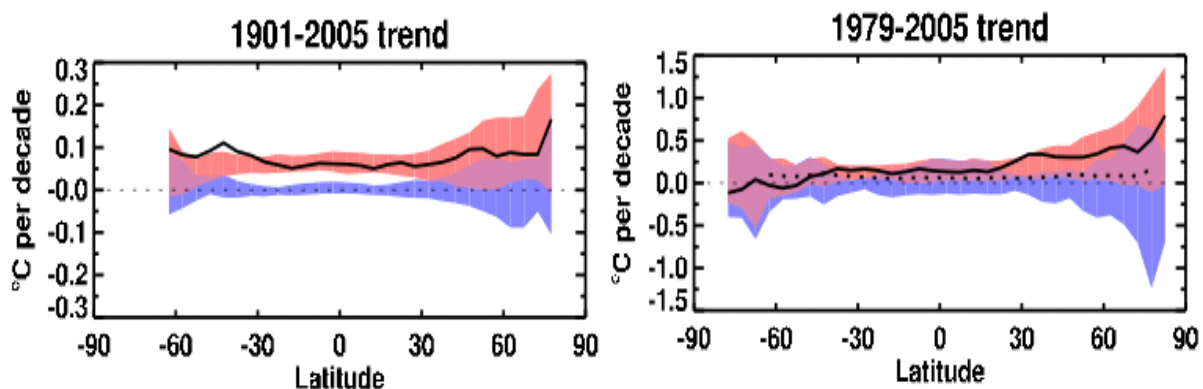 1901-2005 trend
°C per decade
0.3
0.2
0.1
-0.0
-0.1
-0.2
-0.3
-90 -60 -30 0 30 60 90
Latitude
1979-2005 trend
°C per decade
1.5
1.0
0.5
0.0
-0.5
-1.0
-1.5
-90 -60 -30 0 30 60 90
Latitude